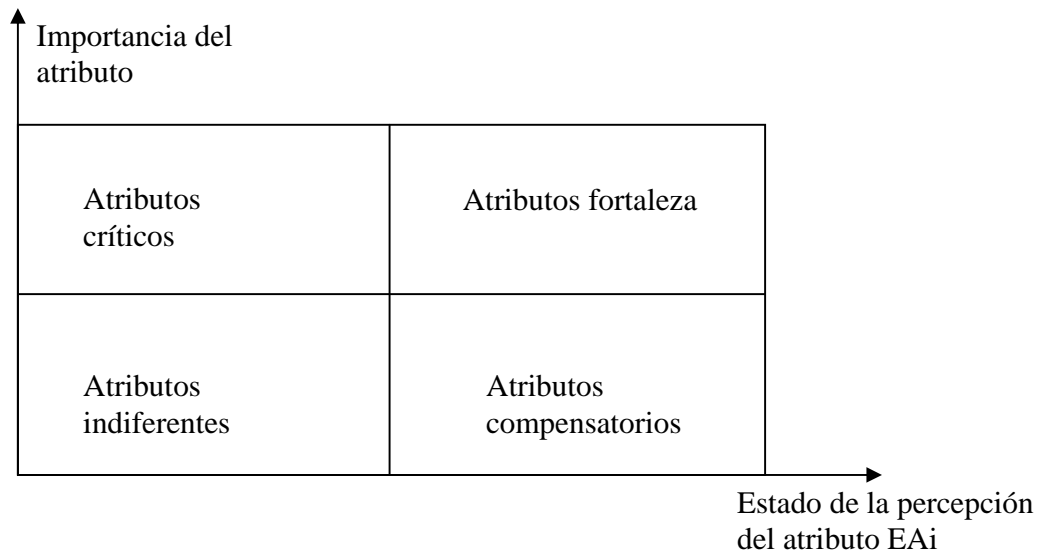 Importancia del
atributo
Atributos
críticos
Atributos fortaleza
Atributos
indiferentes
Atributos
compensatorios
Estado de la percepción
del atributo EAi